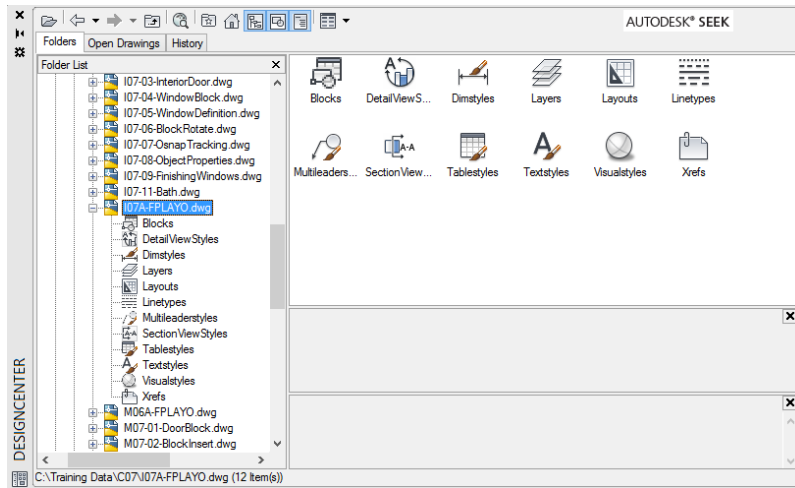 AUTODESK® SEEK
Folders Open Drawings History
Folder List
I07-03-InteriorDoor.dwg
I07-04-WindowBlock.dwg
I07-05-WindowDefinition.dwg
I07-06-BlockRotate.dwg
I07-07-OsnapTracking.dwg
I07-08-ObjectProperties.dwg
I07-09-FinishingWindows.dwg
I07-11-Bath.dwg
I07A-FPLAYO.dwg
Blocks
DetailViewStyles
Dimstyles
Layers
Layouts
Linetypes
Multileaderstyles
SectionViewStyles
Tablestyles
Textstyles
Visualstyles
Xrefs
M06A-FPLAYO.dwg
M07-01-DoorBlock.dwg
M07-02-BlockInsert.dwg
Blocks DetailViewS... Dimstyles Layers Layouts Linetypes
A-A
Multileaders... SectionView... Tablestyles Textstyles Visualstyles Xrefs
DESIGNCENTER
C:\Training Data\C07\I07A-FPLAYO.dwg (12 Item(s))